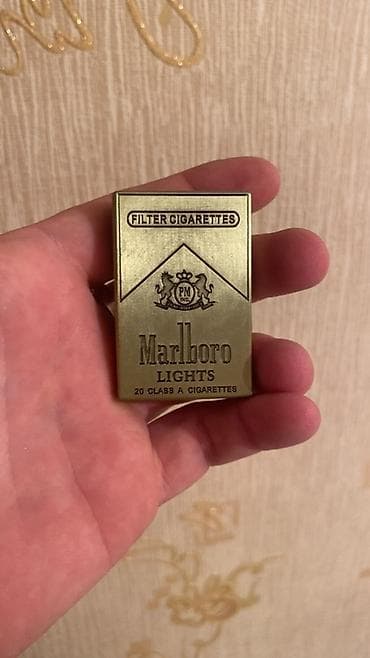 FILTER CIGARETTES
PM
Marlboro
LIGHTS
20 CLASS A CIGARETTES